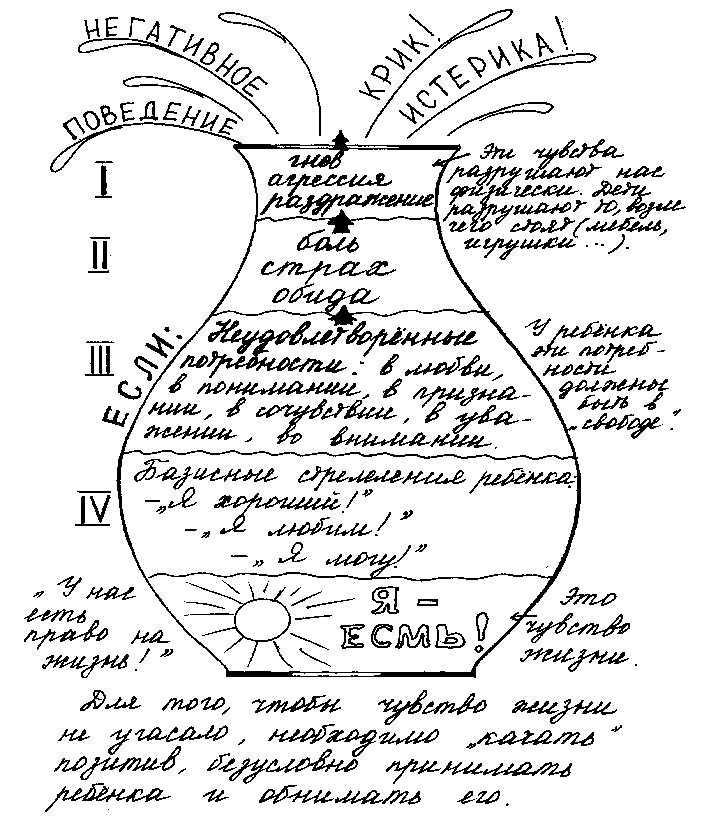 НЕГАТИВНОЕ
ПОВЕДЕНИЕ
КРИК!
ИСТЕРИКА!
I
гнев
агрессия
раздражение
Эти чувства
разрушают нас
физически. Дети
разрушают то, возле
чего стоят (мебель,
игрушки ...).
II
боль
страх
обида
ЕСЛИ:
III
Неудовлетворённые
потребности: в любви,
в понимании, в призна-
нии, в сочувствии, в ува-
жении, во внимании.
У ребёнка
эти потреб-
ности
должны
быть в
„свободе".
IV
Базисные стремления ребёнка:
-„Я хороший!"
-„Я любим!"
-„Я могу!"
„У нас
есть
право на
жизнь!"
Я -
ЕСМЬ!
Это
чувство
жизни.
Для того, чтобы чувство жизни
не угасало, необходимо „качать"
позитив, безусловно принимать
ребёнка и обнимать его.